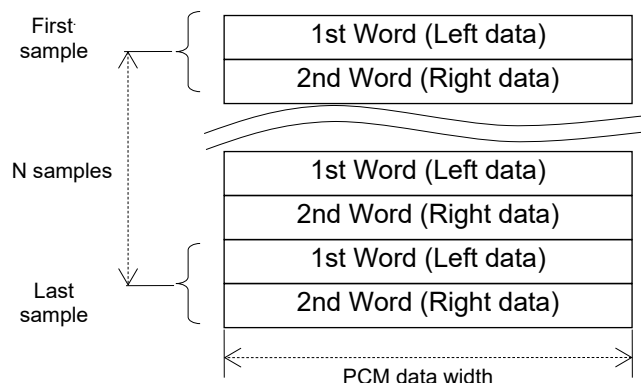 First
sample
1st Word (Left data)
2nd Word (Right data)
N samples
1st Word (Left data)
2nd Word (Right data)
1st Word (Left data)
2nd Word (Right data)
Last
sample
PCM data width